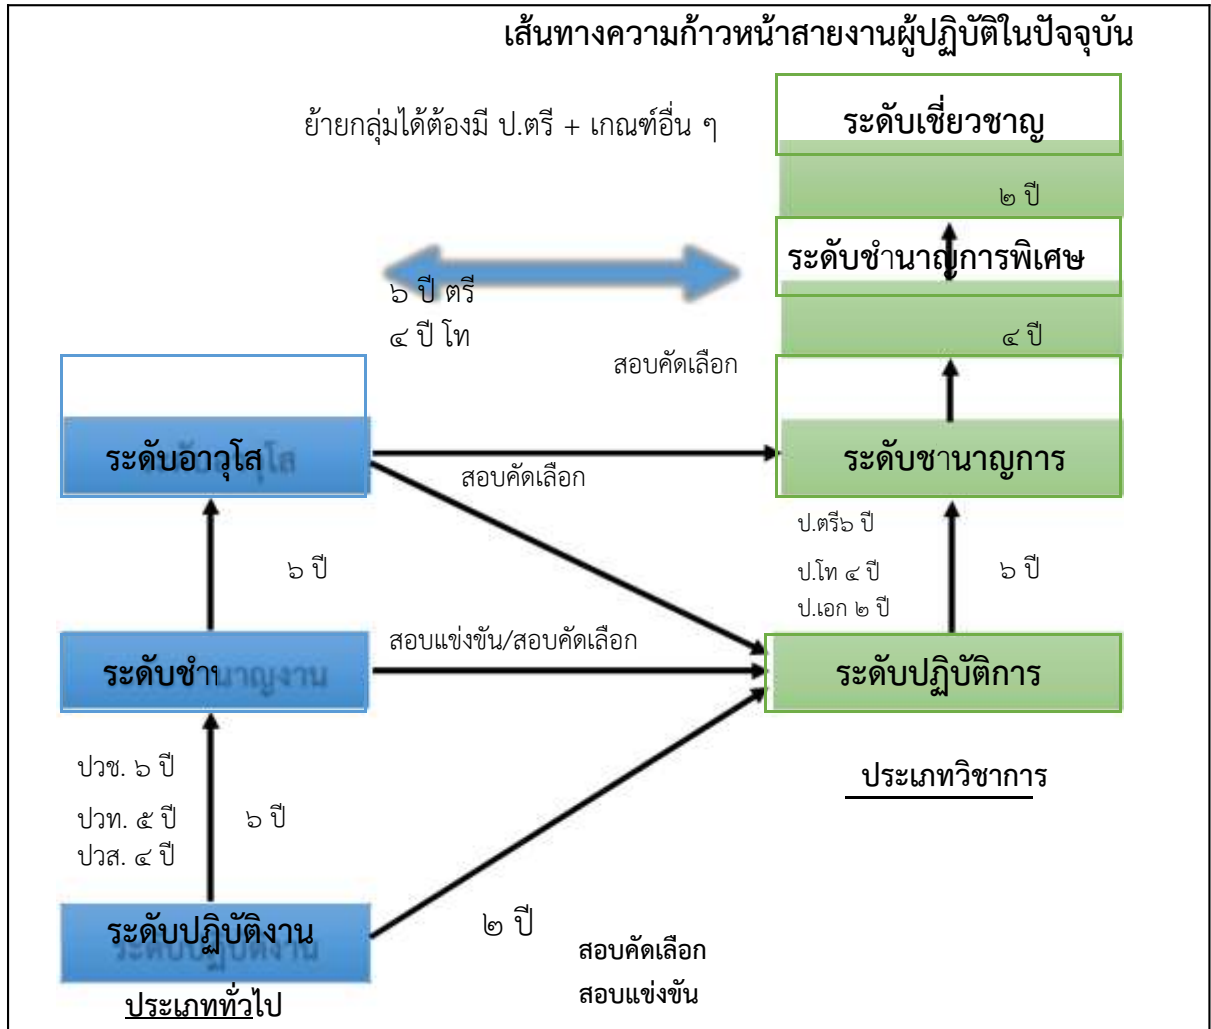 เส้นทางความก้าวหน้าสายงานผู้ปฏิบัติในปัจจุบัน
ย้ายกลุ่มได้ต้องมี ป.ตรี + เกณฑ์อื่น ๆ
ระดับเชี่ยวชาญ
๒ ปี
ระดับชำนาญการพิเศษ
๖ ปี ตรี
๔ ปี โท
๔ ปี
สอบคัดเลือก
ระดับอาวุโส
ระดับชานาญการ
สอบคัดเลือก
ป.ตรี๖ ปี
๖ ปี
ป.โท ๔ ปี
๖ ปี
ป.เอก ๒ ปี
สอบแข่งขัน/สอบคัดเลือก
ระดับชำนาญงาน
ระดับปฏิบัติการ
ปวช. ๖ ปี
ประเภทวิชาการ
ปวท. ๕ ปี
๖ ปี
ปวส. ๔ ปี
ระดับปฏิบัติงาน
๒ ปี
สอบคัดเลือก
สอบแข่งขัน
ประเภททั่วไป